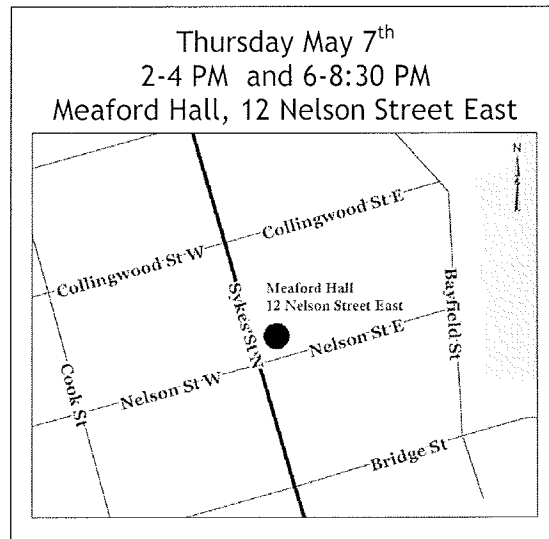 Thursday May 7th
2-4 PM and 6-8:30 PM
Meaford Hall, 12 Nelson Street East
N
Collingwood St E
Collingwood St W
Meaford Hall
12 Nelson Street East
Sykes St N
Bayfield St
Nelson St E
Nelson St W
Cook St
Bridge St